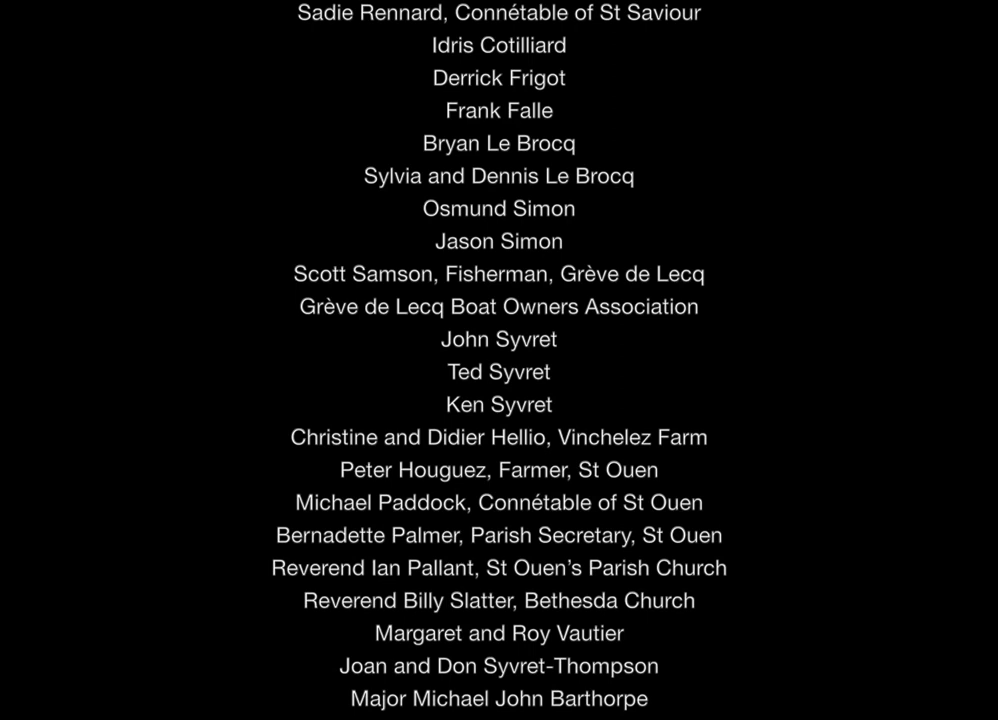 Sadie Rennard, Connétable of St Saviour
Idris Cotilliard
Derrick Frigot
Frank Falle
Bryan Le Brocq
Sylvia and Dennis Le Brocq
Osmund Simon
Jason Simon
Scott Samson, Fisherman, Grève de Lecq
Grève de Lecq Boat Owners Association
John Syvret
Ted Syvret
Ken Syvret
Christine and Didier Hellio, Vinchelez Farm
Peter Houguez, Farmer, St Ouen
Michael Paddock, Connétable of St Ouen
Bernadette Palmer, Parish Secretary, St Ouen
Reverend Ian Pallant, St Ouen’s Parish Church
Reverend Billy Slatter, Bethesda Church
Margaret and Roy Vautier
Joan and Don Syvret-Thompson
Major Michael John Barthorpe